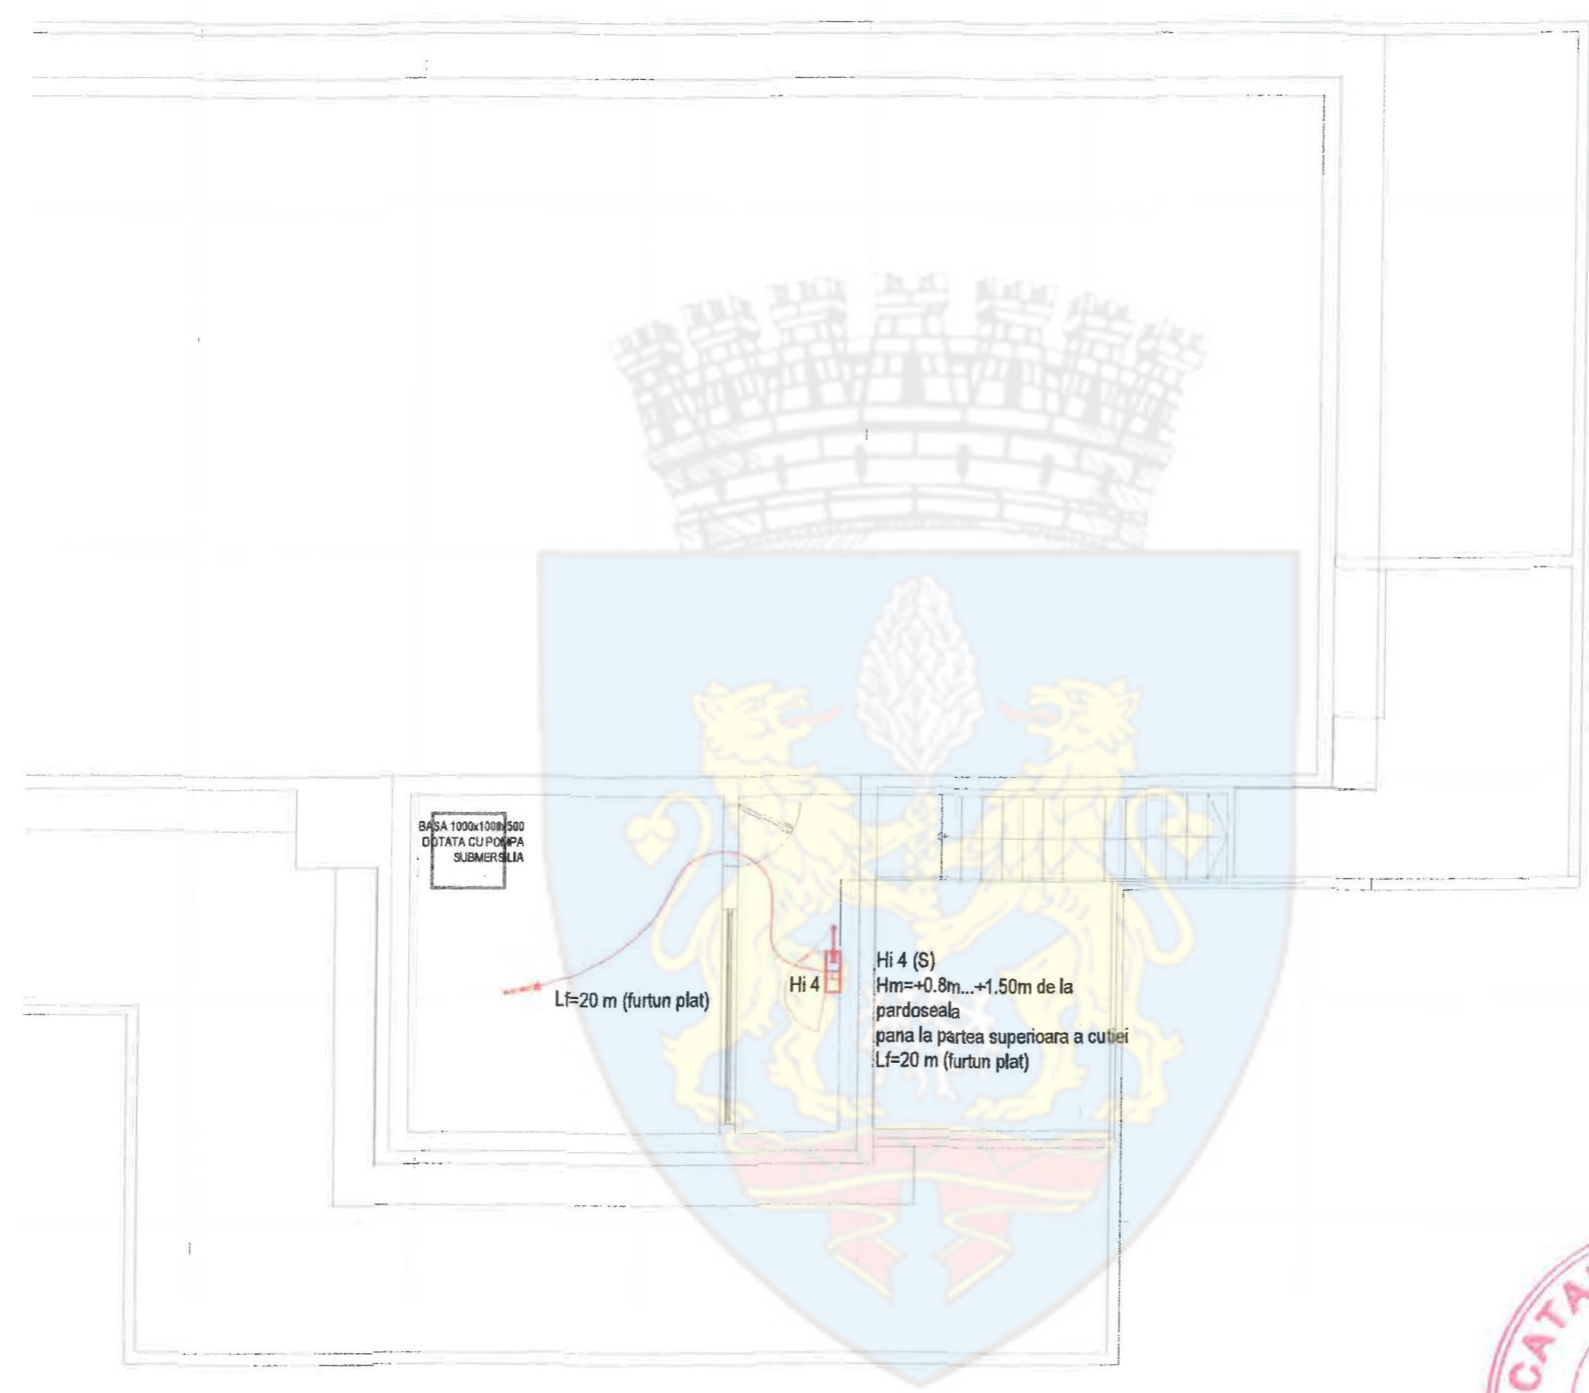 BASA 1000x1000x500
DOTATA CU POMPA
SUBMERSILIA
Lf=20 m (furtun plat)
Hi 4
Hi 4 (S)
Hm=+0.8m...+1.50m de la
pardoseala
pana la partea superioara a cutiei
Lf=20 m (furtun plat)